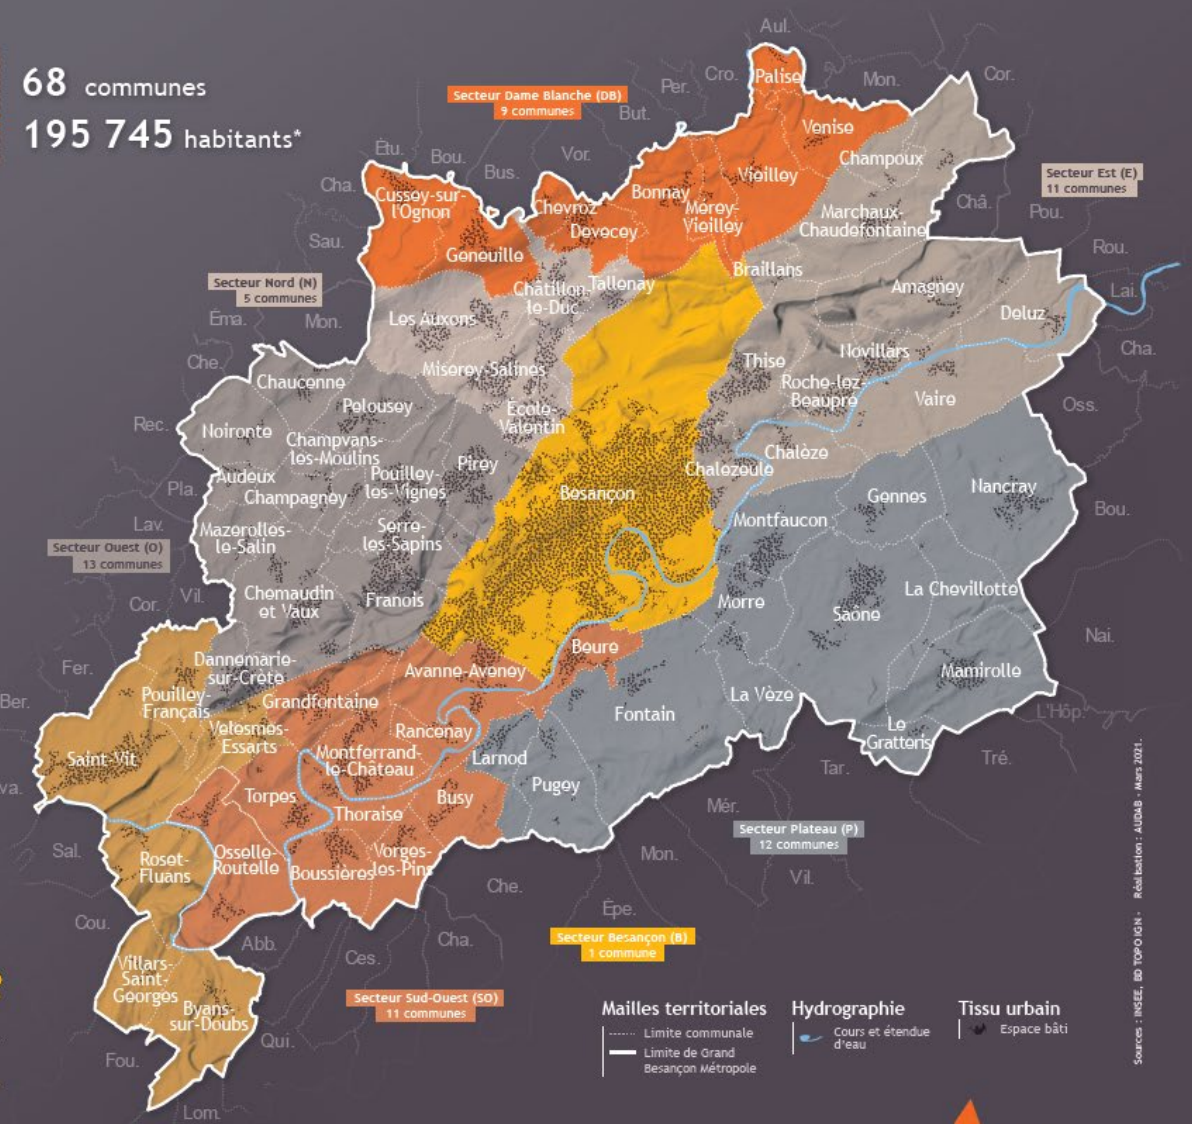 68 communes
195 745 habitants*
Aul.
Cro.
Palise
Mon.
Cor.
Per.
Secteur Dame Blanche (DB)
9 communes
But.
Venise
Étu.
Bou.
Vor.
Champoux
Bus.
Vieilley
Secteur Est (E)
11 communes
Cha.
Cussey-sur-
l'Ognon
Bonnay
Chevroz
Merey-
Vieilley
Marchaux-
Chaudefontaine
Châ.
Pou.
Devecey
Sau.
Geneuille
Rou.
Braillans
Secteur Nord (N)
5 communes
Châtillon-
le-Duc
Tallenay
Amagney
Lai.
Éma.
Mon.
Les Auxons
Deluz
Che.
Miserey-Salines
Thise
Novillars
Cha.
Chaucenne
Roche-lez-
Beaupré
Pelousey
École-
Valentin
Vaire
Oss.
Rec.
Noironte
Champvans-
les-Moulins
Chalèze
Audeux
Pouilley-
les-Vignes
Pirey
Chalezeule
Pla.
Champagney
Besançon
Gennes
Nancray
Bou.
Lav.
Mazerolles-
le-Salin
Serre-
les-Sapins
Montfaucon
Secteur Ouest (O)
13 communes
Cor.
Vil.
Chemaudin
et Vaux
Franois
Morre
La Chevillotte
Saône
Nai.
Fer.
Dannemarie-
sur-Crète
Avanne-Aveney
Beure
Mamirolle
Ber.
Pouilley-
Français
Grandfontaine
La Vèze
L'Hôp.
Fontain
Velesmes-
Essarts
Rancenay
Le
Gratteris
Saint-Vit
Montferrand-
le-Château
Larnod
Tré.
va.
Tar.
Torpes
Busy
Pugey
Thoraise
Mér.
Secteur Plateau (P)
12 communes
Sal.
Roset-
Fluans
Osselle-
Routelle
Boussières
Vorges-
les-Pins
Mon.
Vil.
Che.
Épe.
Cou.
Abb.
Cha.
Secteur Besançon (B)
1 commune
Ces.
Villars-
Saint-
Georges
Byans-
sur-Doubs
Secteur Sud-Ouest (SO)
11 communes
Qui.
Fou.
Lom.
Mailles territoriales
Limite communale
Limite de Grand
Besançon Métropole
Hydrographie
Cours et étendue
d'eau
Tissu urbain
Espace bâti
Sources : INSEE, BD TOPO IGN - Réalisation : AUDAB - Mars 2021.